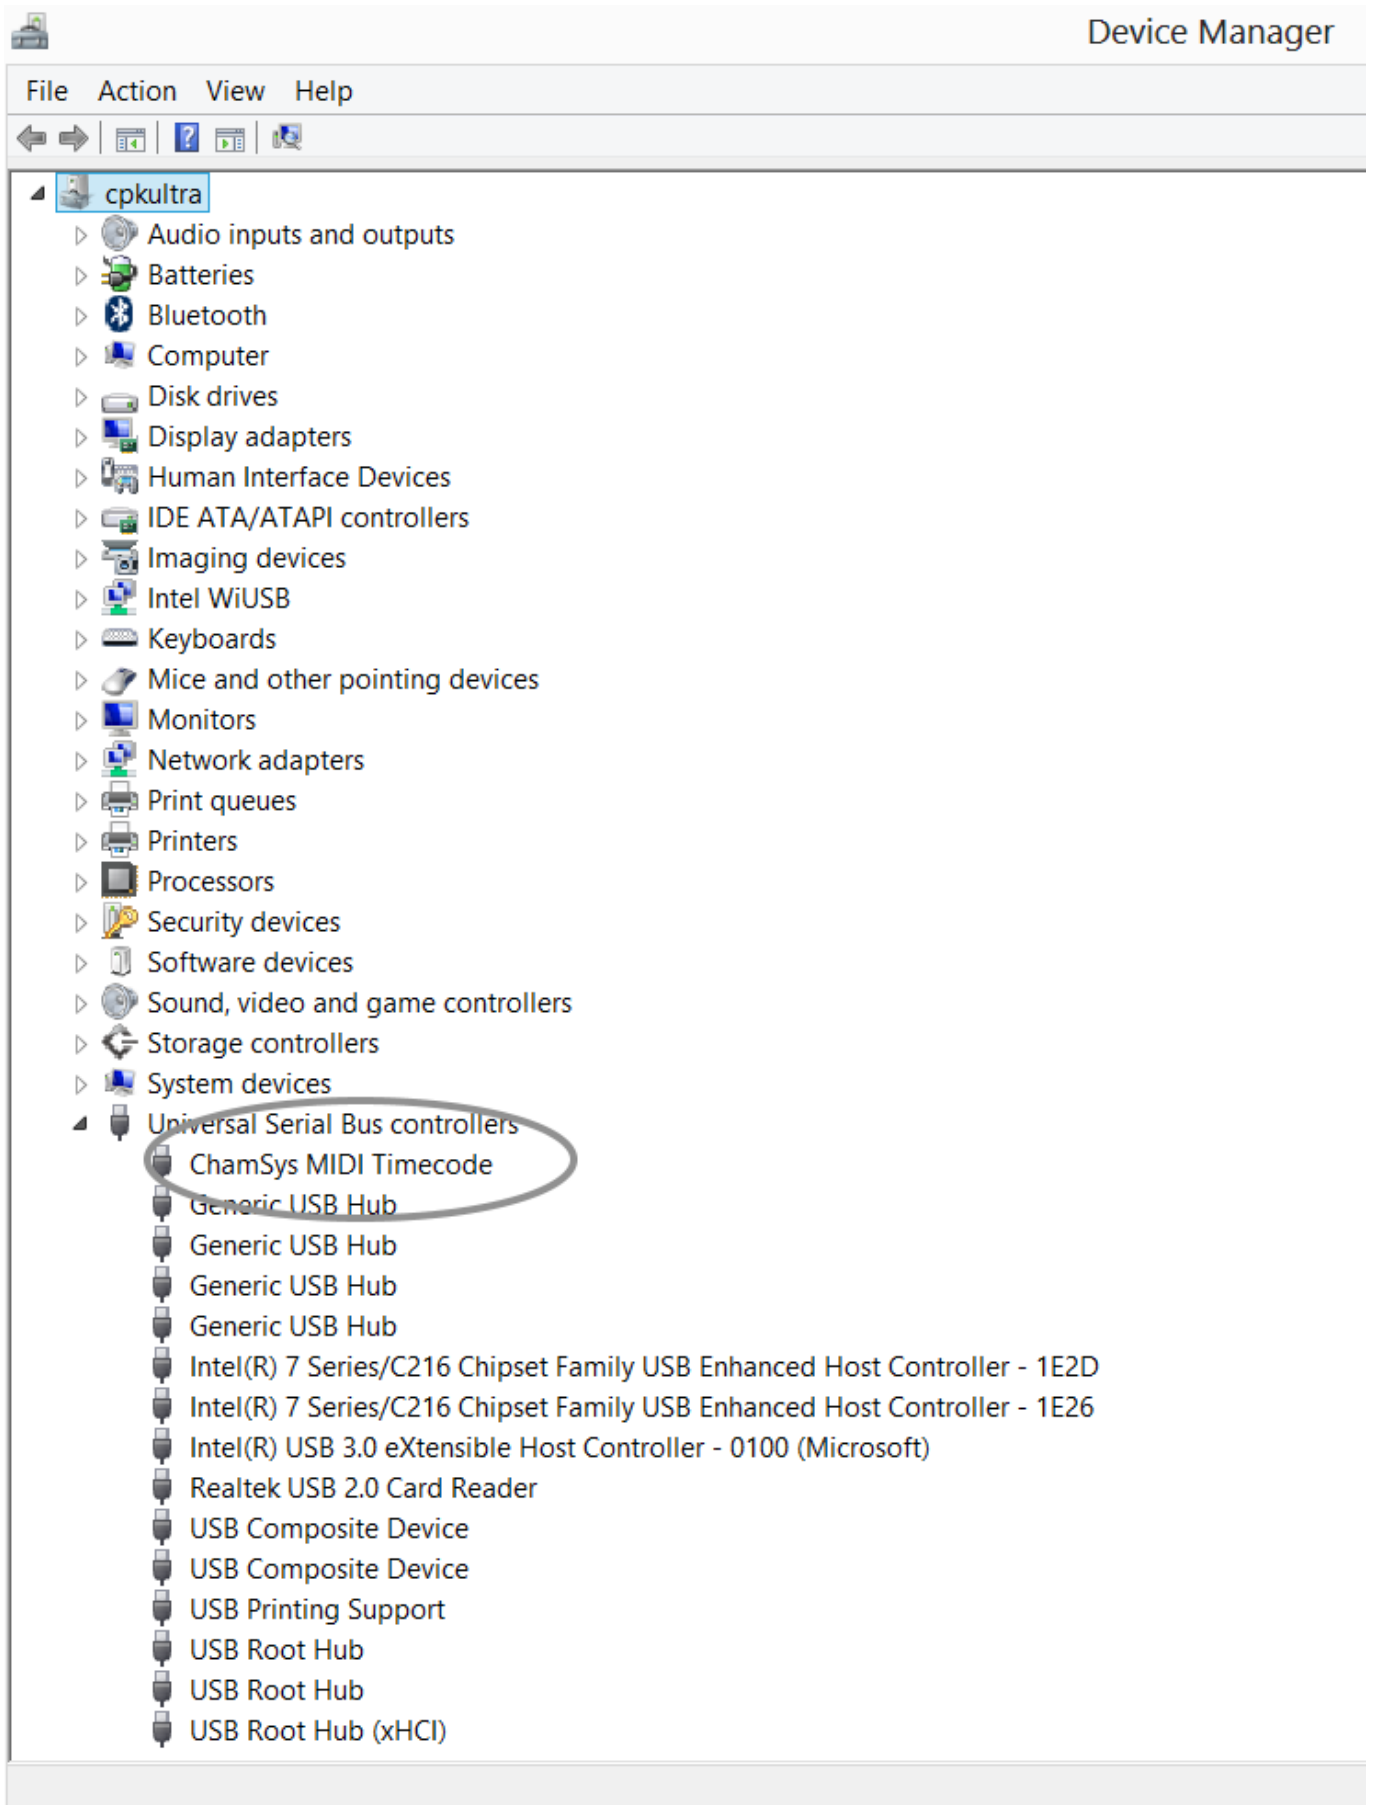 Device Manager
File Action View Help
cpkultra
Audio inputs and outputs
Batteries
Bluetooth
Computer
Disk drives
Display adapters
Human Interface Devices
IDE ATA/ATAPI controllers
Imaging devices
Intel WiUSB
Keyboards
Mice and other pointing devices
Monitors
Network adapters
Print queues
Printers
Processors
Security devices
Software devices
Sound, video and game controllers
Storage controllers
System devices
Universal Serial Bus controllers
ChamSys MIDI Timecode
Generic USB Hub
Generic USB Hub
Generic USB Hub
Generic USB Hub
Intel(R) 7 Series/C216 Chipset Family USB Enhanced Host Controller - 1E2D
Intel(R) 7 Series/C216 Chipset Family USB Enhanced Host Controller - 1E26
Intel(R) USB 3.0 eXtensible Host Controller - 0100 (Microsoft)
Realtek USB 2.0 Card Reader
USB Composite Device
USB Composite Device
USB Printing Support
USB Root Hub
USB Root Hub
USB Root Hub (xHCI)